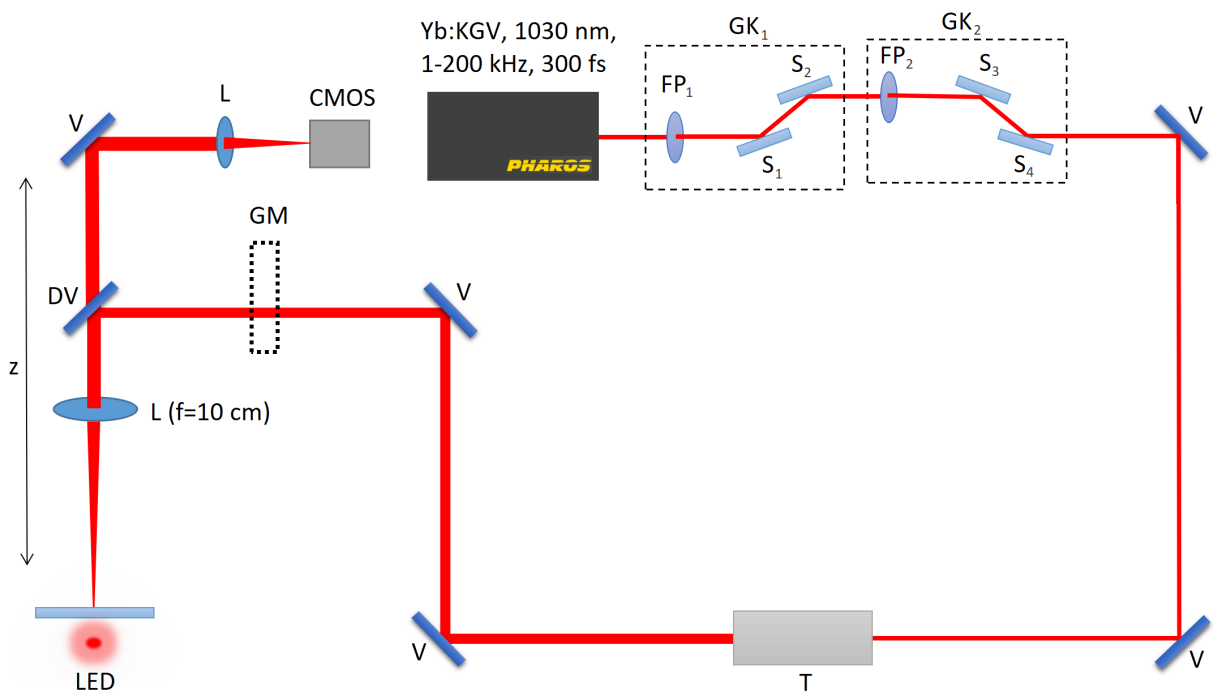 Yb:KGV, 1030 nm,
1-200 kHz, 300 fs
GK₁
GK₂
FP₁
S₂
S₁
FP₂
S₃
S₄
V
L
CMOS
V
PHAROS
GM
DV
V
z
L (f=10 cm)
V
V
T
LED